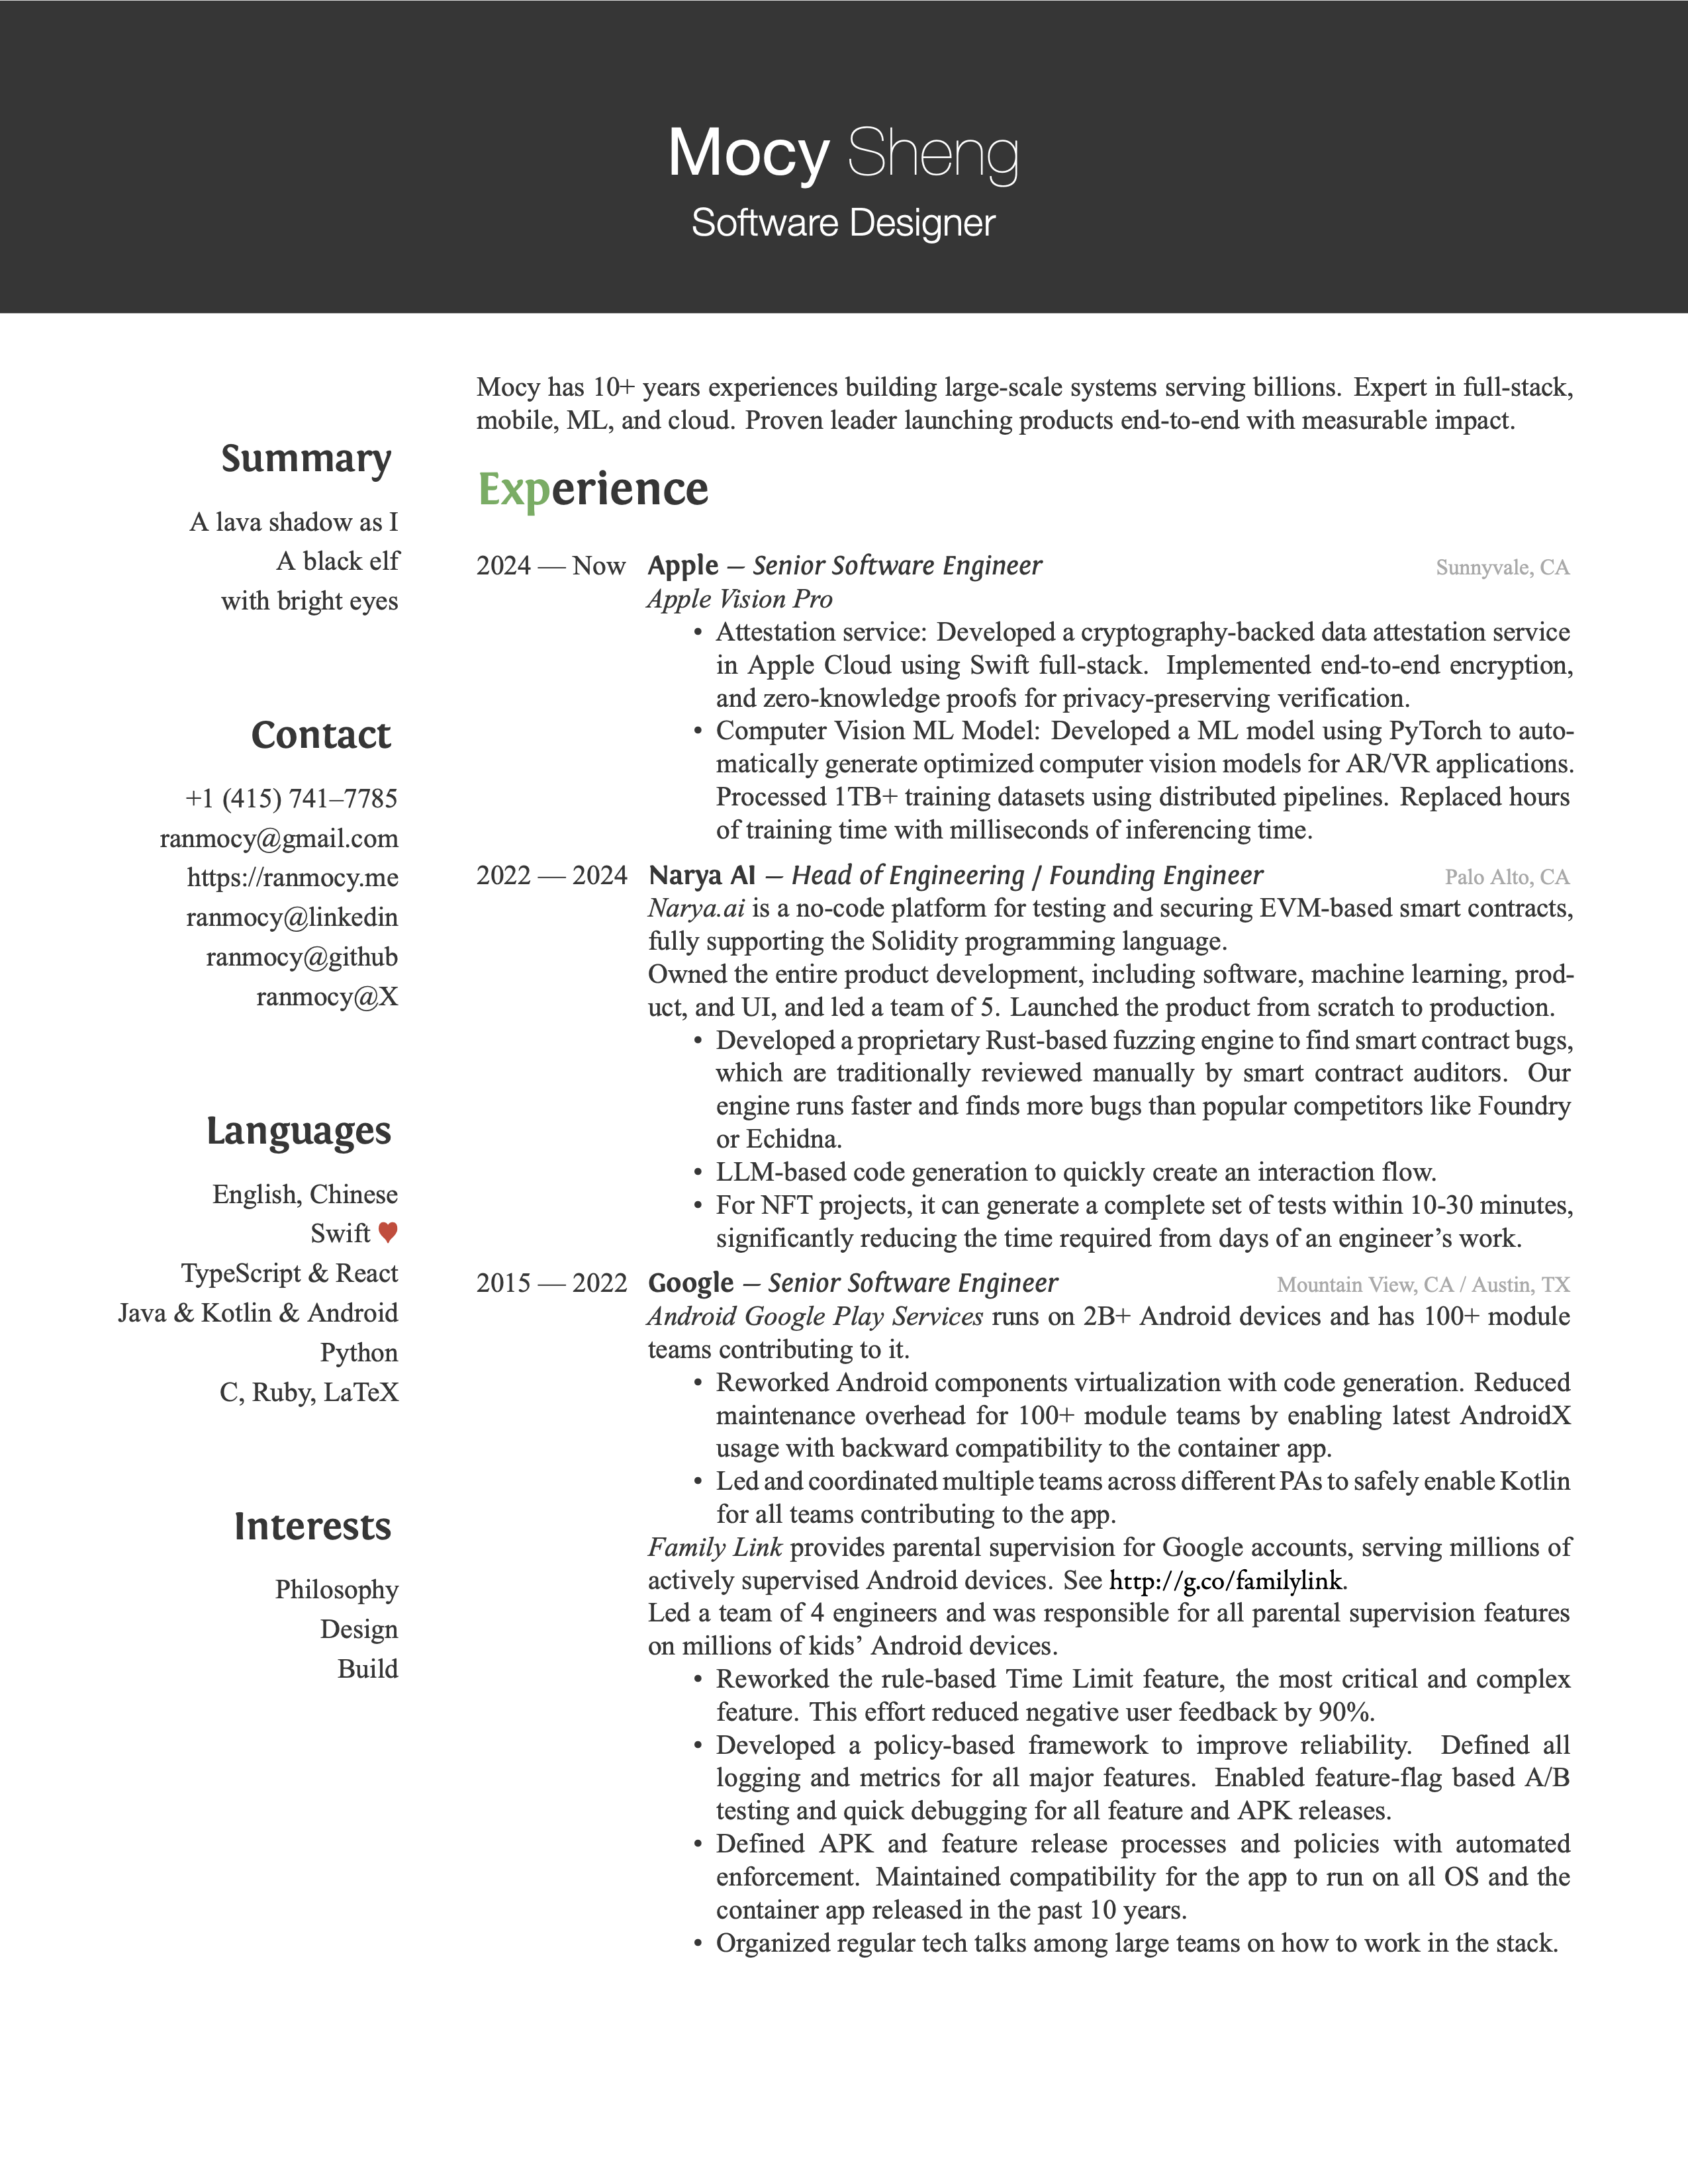 Mocy Sheng
Software Designer
Summary
A lava shadow as I
A black elf
with bright eyes
Contact
+1 (415) 741–7785
ranmocy@gmail.com
https://ranmocy.me
ranmocy@linkedin
ranmocy@github
ranmocy@X
Languages
English, Chinese
Swift ♥
TypeScript & React
Java & Kotlin & Android
Python
C, Ruby, LaTeX
Interests
Philosophy
Design
Build
Mocy has 10+ years experiences building large-scale systems serving billions. Expert in full-stack,
mobile, ML, and cloud. Proven leader launching products end-to-end with measurable impact.
Experience
2024 — Now Apple – Senior Software Engineer Sunnyvale, CA
Apple Vision Pro
• Attestation service: Developed a cryptography-backed data attestation service
in Apple Cloud using Swift full-stack. Implemented end-to-end encryption,
and zero-knowledge proofs for privacy-preserving verification.
• Computer Vision ML Model: Developed a ML model using PyTorch to auto-
matically generate optimized computer vision models for AR/VR applications.
Processed 1TB+ training datasets using distributed pipelines. Replaced hours
of training time with milliseconds of inferencing time.
2022 — 2024 Narya AI – Head of Engineering / Founding Engineer Palo Alto, CA
Narya.ai is a no-code platform for testing and securing EVM-based smart contracts,
fully supporting the Solidity programming language.
Owned the entire product development, including software, machine learning, prod-
uct, and UI, and led a team of 5. Launched the product from scratch to production.
• Developed a proprietary Rust-based fuzzing engine to find smart contract bugs,
which are traditionally reviewed manually by smart contract auditors. Our
engine runs faster and finds more bugs than popular competitors like Foundry
or Echidna.
• LLM-based code generation to quickly create an interaction flow.
• For NFT projects, it can generate a complete set of tests within 10-30 minutes,
significantly reducing the time required from days of an engineer’s work.
2015 — 2022 Google – Senior Software Engineer Mountain View, CA / Austin, TX
Android Google Play Services runs on 2B+ Android devices and has 100+ module
teams contributing to it.
• Reworked Android components virtualization with code generation. Reduced
maintenance overhead for 100+ module teams by enabling latest AndroidX
usage with backward compatibility to the container app.
• Led and coordinated multiple teams across different PAs to safely enable Kotlin
for all teams contributing to the app.
Family Link provides parental supervision for Google accounts, serving millions of
actively supervised Android devices. See http://g.co/familylink.
Led a team of 4 engineers and was responsible for all parental supervision features
on millions of kids’ Android devices.
• Reworked the rule-based Time Limit feature, the most critical and complex
feature. This effort reduced negative user feedback by 90%.
• Developed a policy-based framework to improve reliability. Defined all
logging and metrics for all major features. Enabled feature-flag based A/B
testing and quick debugging for all feature and APK releases.
• Defined APK and feature release processes and policies with automated
enforcement. Maintained compatibility for the app to run on all OS and the
container app released in the past 10 years.
• Organized regular tech talks among large teams on how to work in the stack.